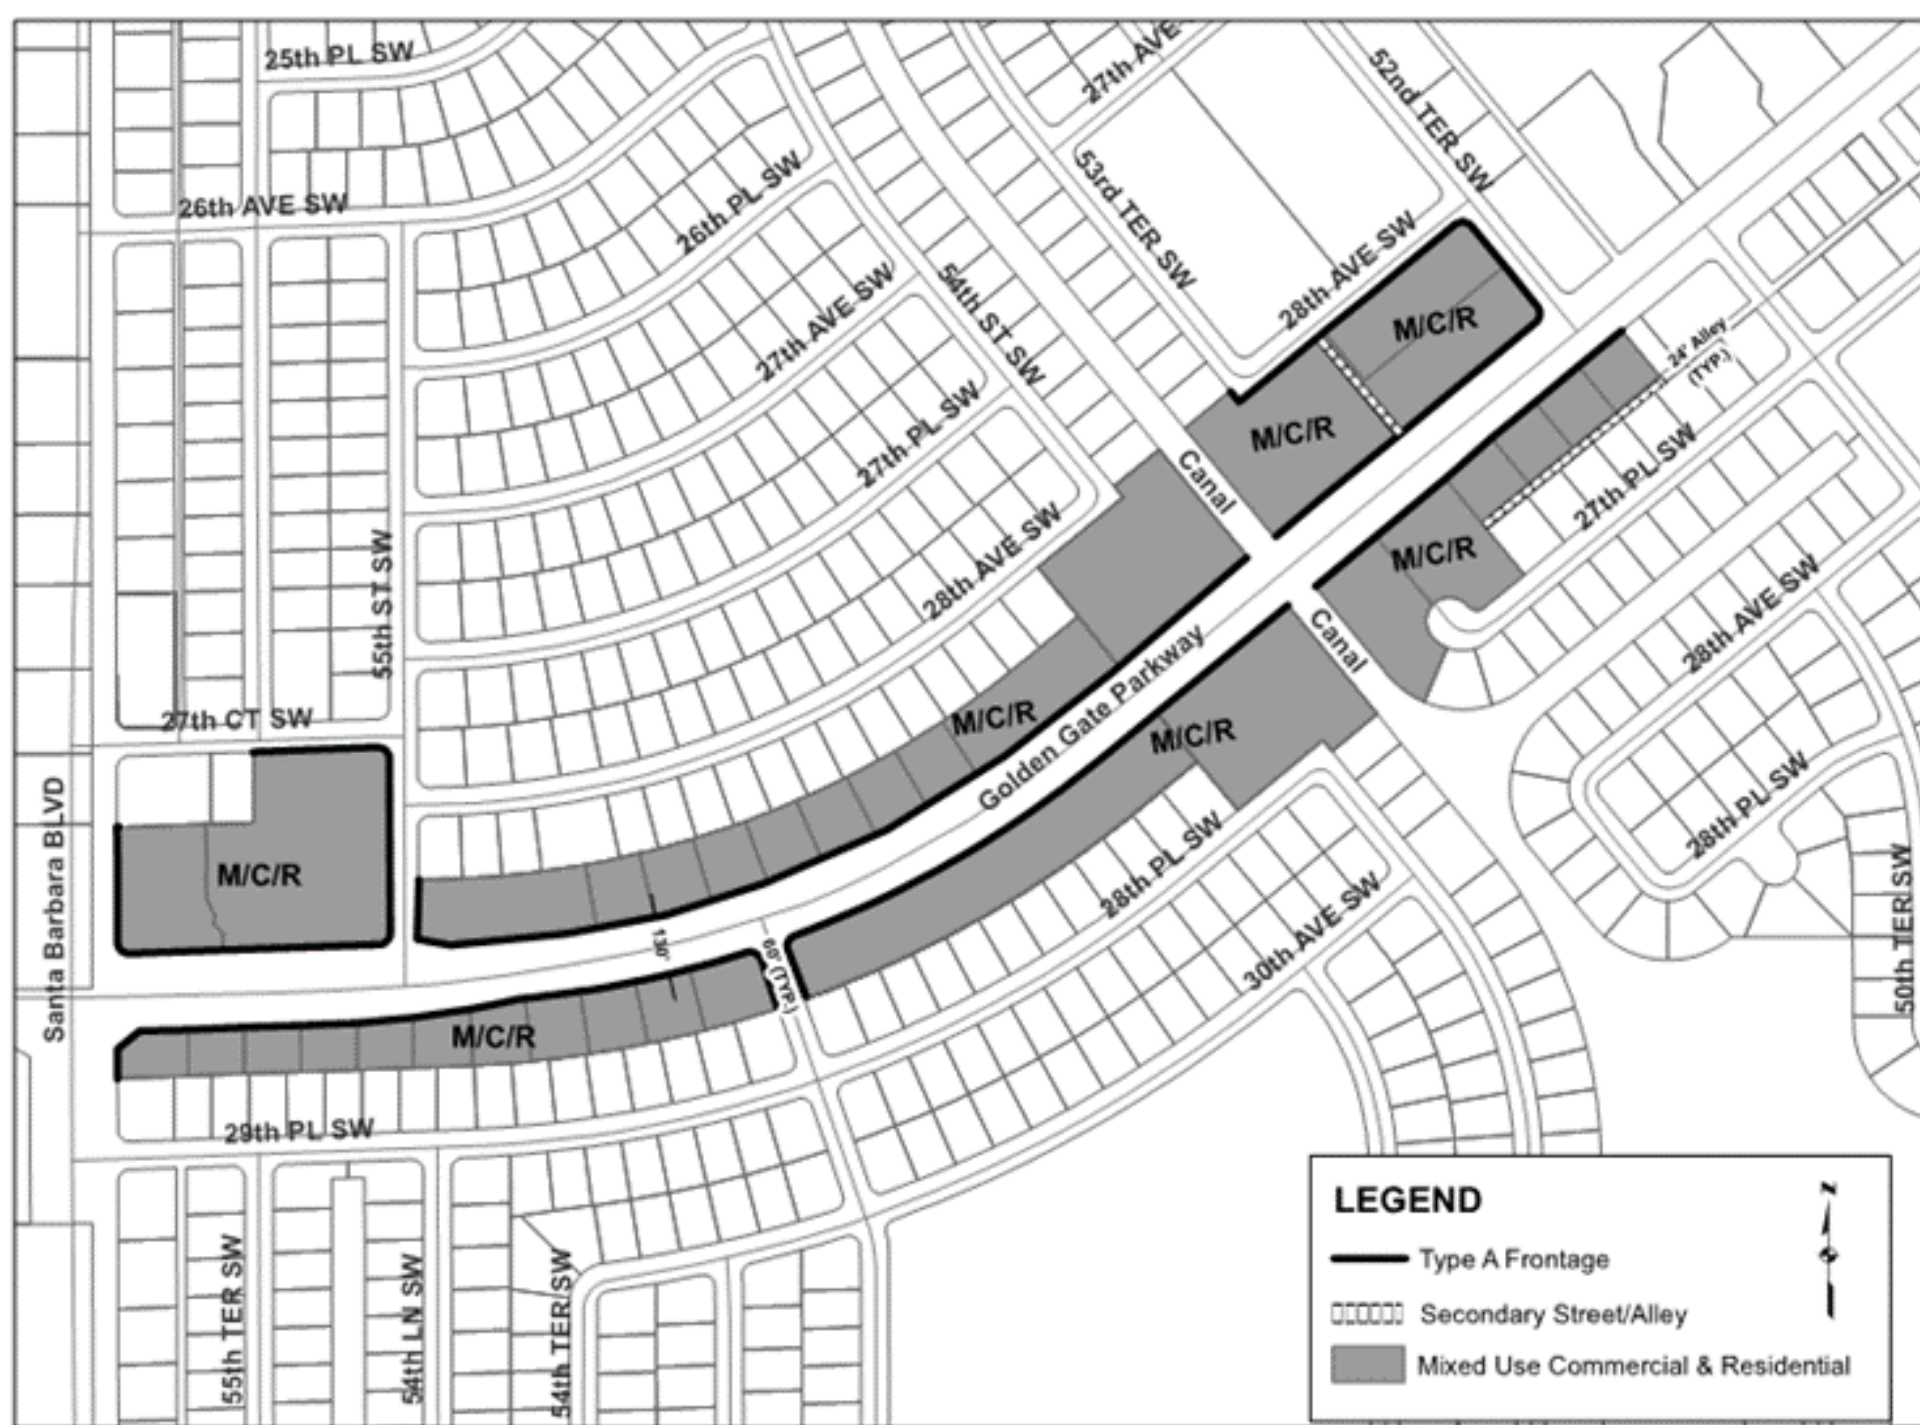 25th PL SW
27th AVE
52nd TER SW
26th AVE SW
26th PL SW
53rd TER SW
28th AVE SW
27th AVE SW
54th ST SW
M/C/R
24' Alley
(TYP.)
27th PL SW
M/C/R
Canal
27th PL SW
28th AVE SW
55th ST SW
M/C/R
28th AVE SW
Canal
27th CT SW
M/C/R
Golden Gate Parkway
M/C/R
28th PL SW
Santa Barbara BLVD
M/C/R
28th PL SW
30th AVE SW
50th TER SW
130'
60' (TYP.)
M/C/R
29th PL SW
55th TER SW
54th LN SW
54th TER SW
LEGEND
Z
Type A Frontage
Secondary Street/Alley
Mixed Use Commercial & Residential